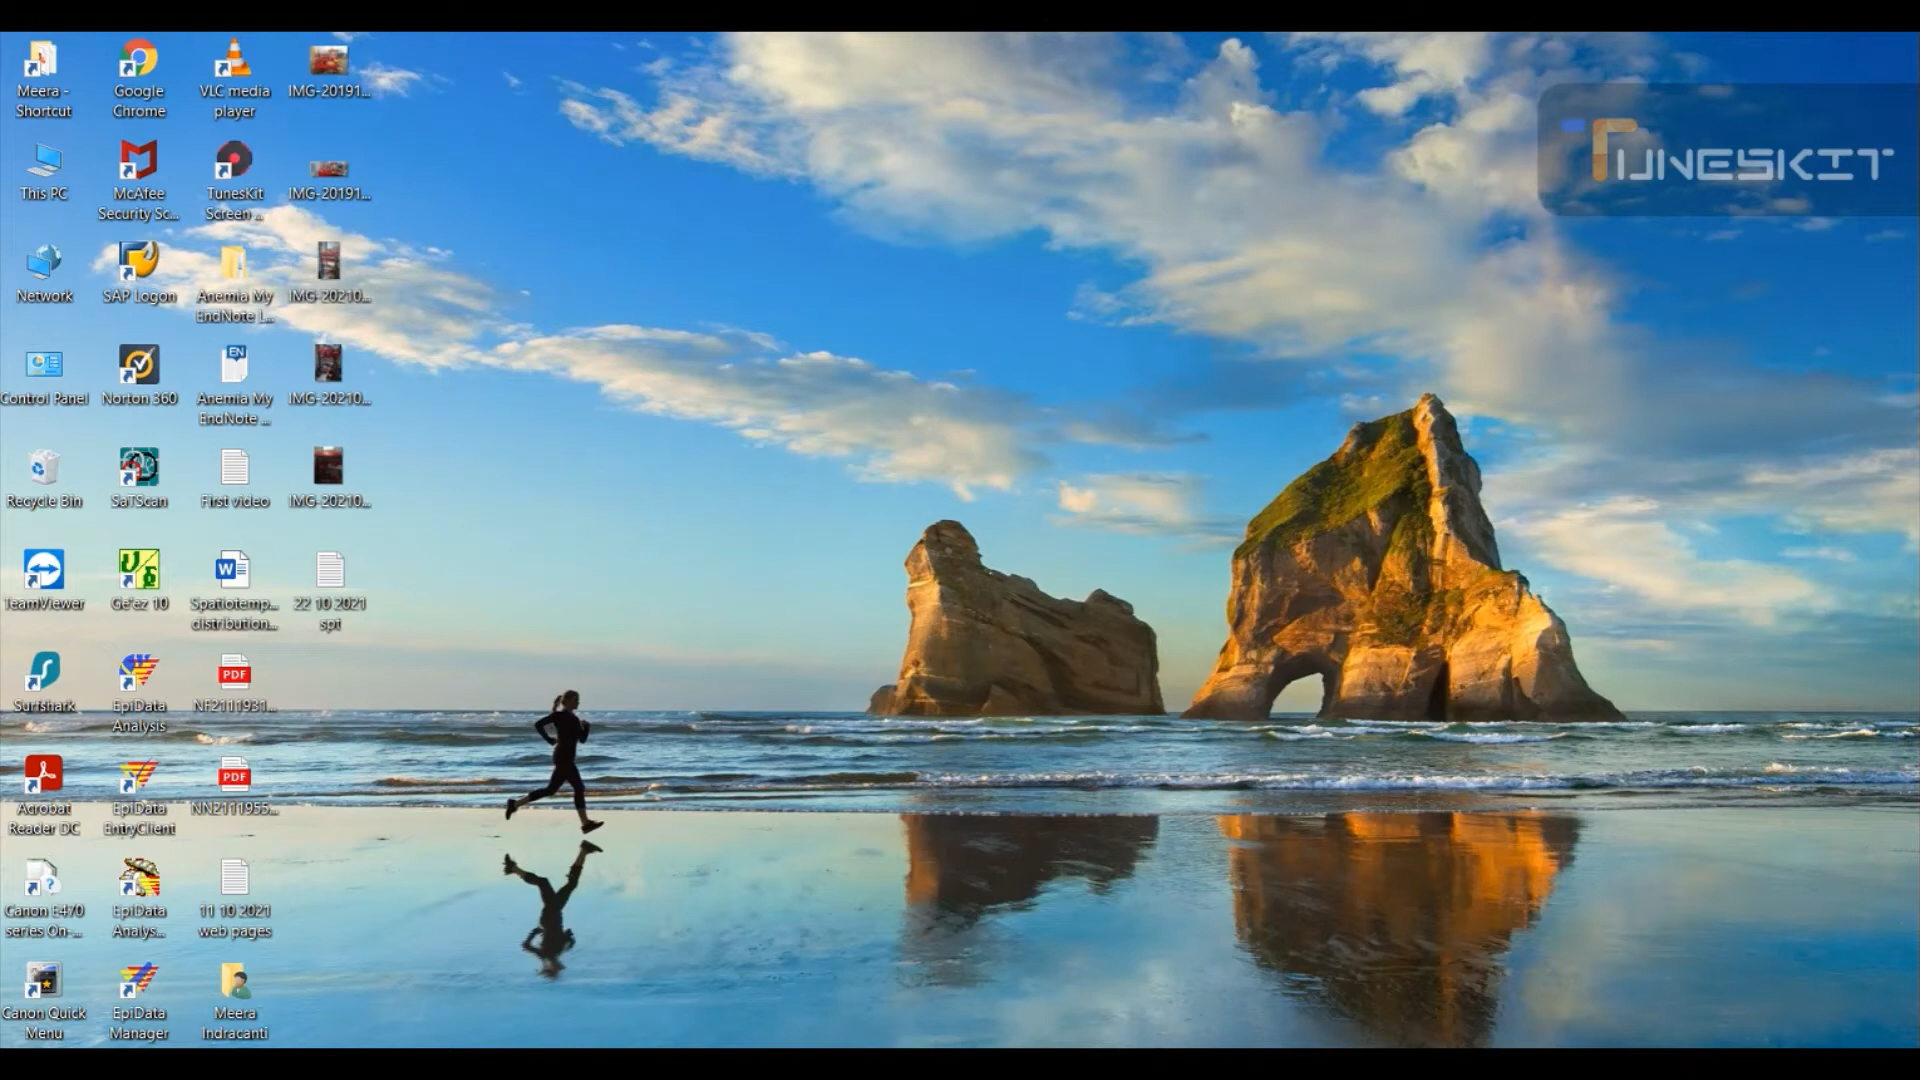 Meera -
Shortcut
Google
Chrome
VLC media
player
IMG-20191...
This PC
McAfee
Security Sc...
TunesKit
Screen ...
IMG-20191...
Network
SAP Logon
Anemia My
EndNote L...
IMG-20210...
Control Panel
Norton 360
EN
Anemia My
EndNote ...
IMG-20210...
Recycle Bin
SaTScan
First video
IMG-20210...
TeamViewer
Ge'ez 10
W
Spatiotemp...
distribution...
22 10 2021
spt
Surfshark
EpiData
Analysis
PDF
NF2111931...
Acrobat
Reader DC
EpiData
EntryClient
PDF
NN2111955...
Canon E470
series On-...
EpiData
Analys...
11 10 2021
web pages
Canon Quick
Menu
EpiData
Manager
Meera
Indracanti
TUNESKIT